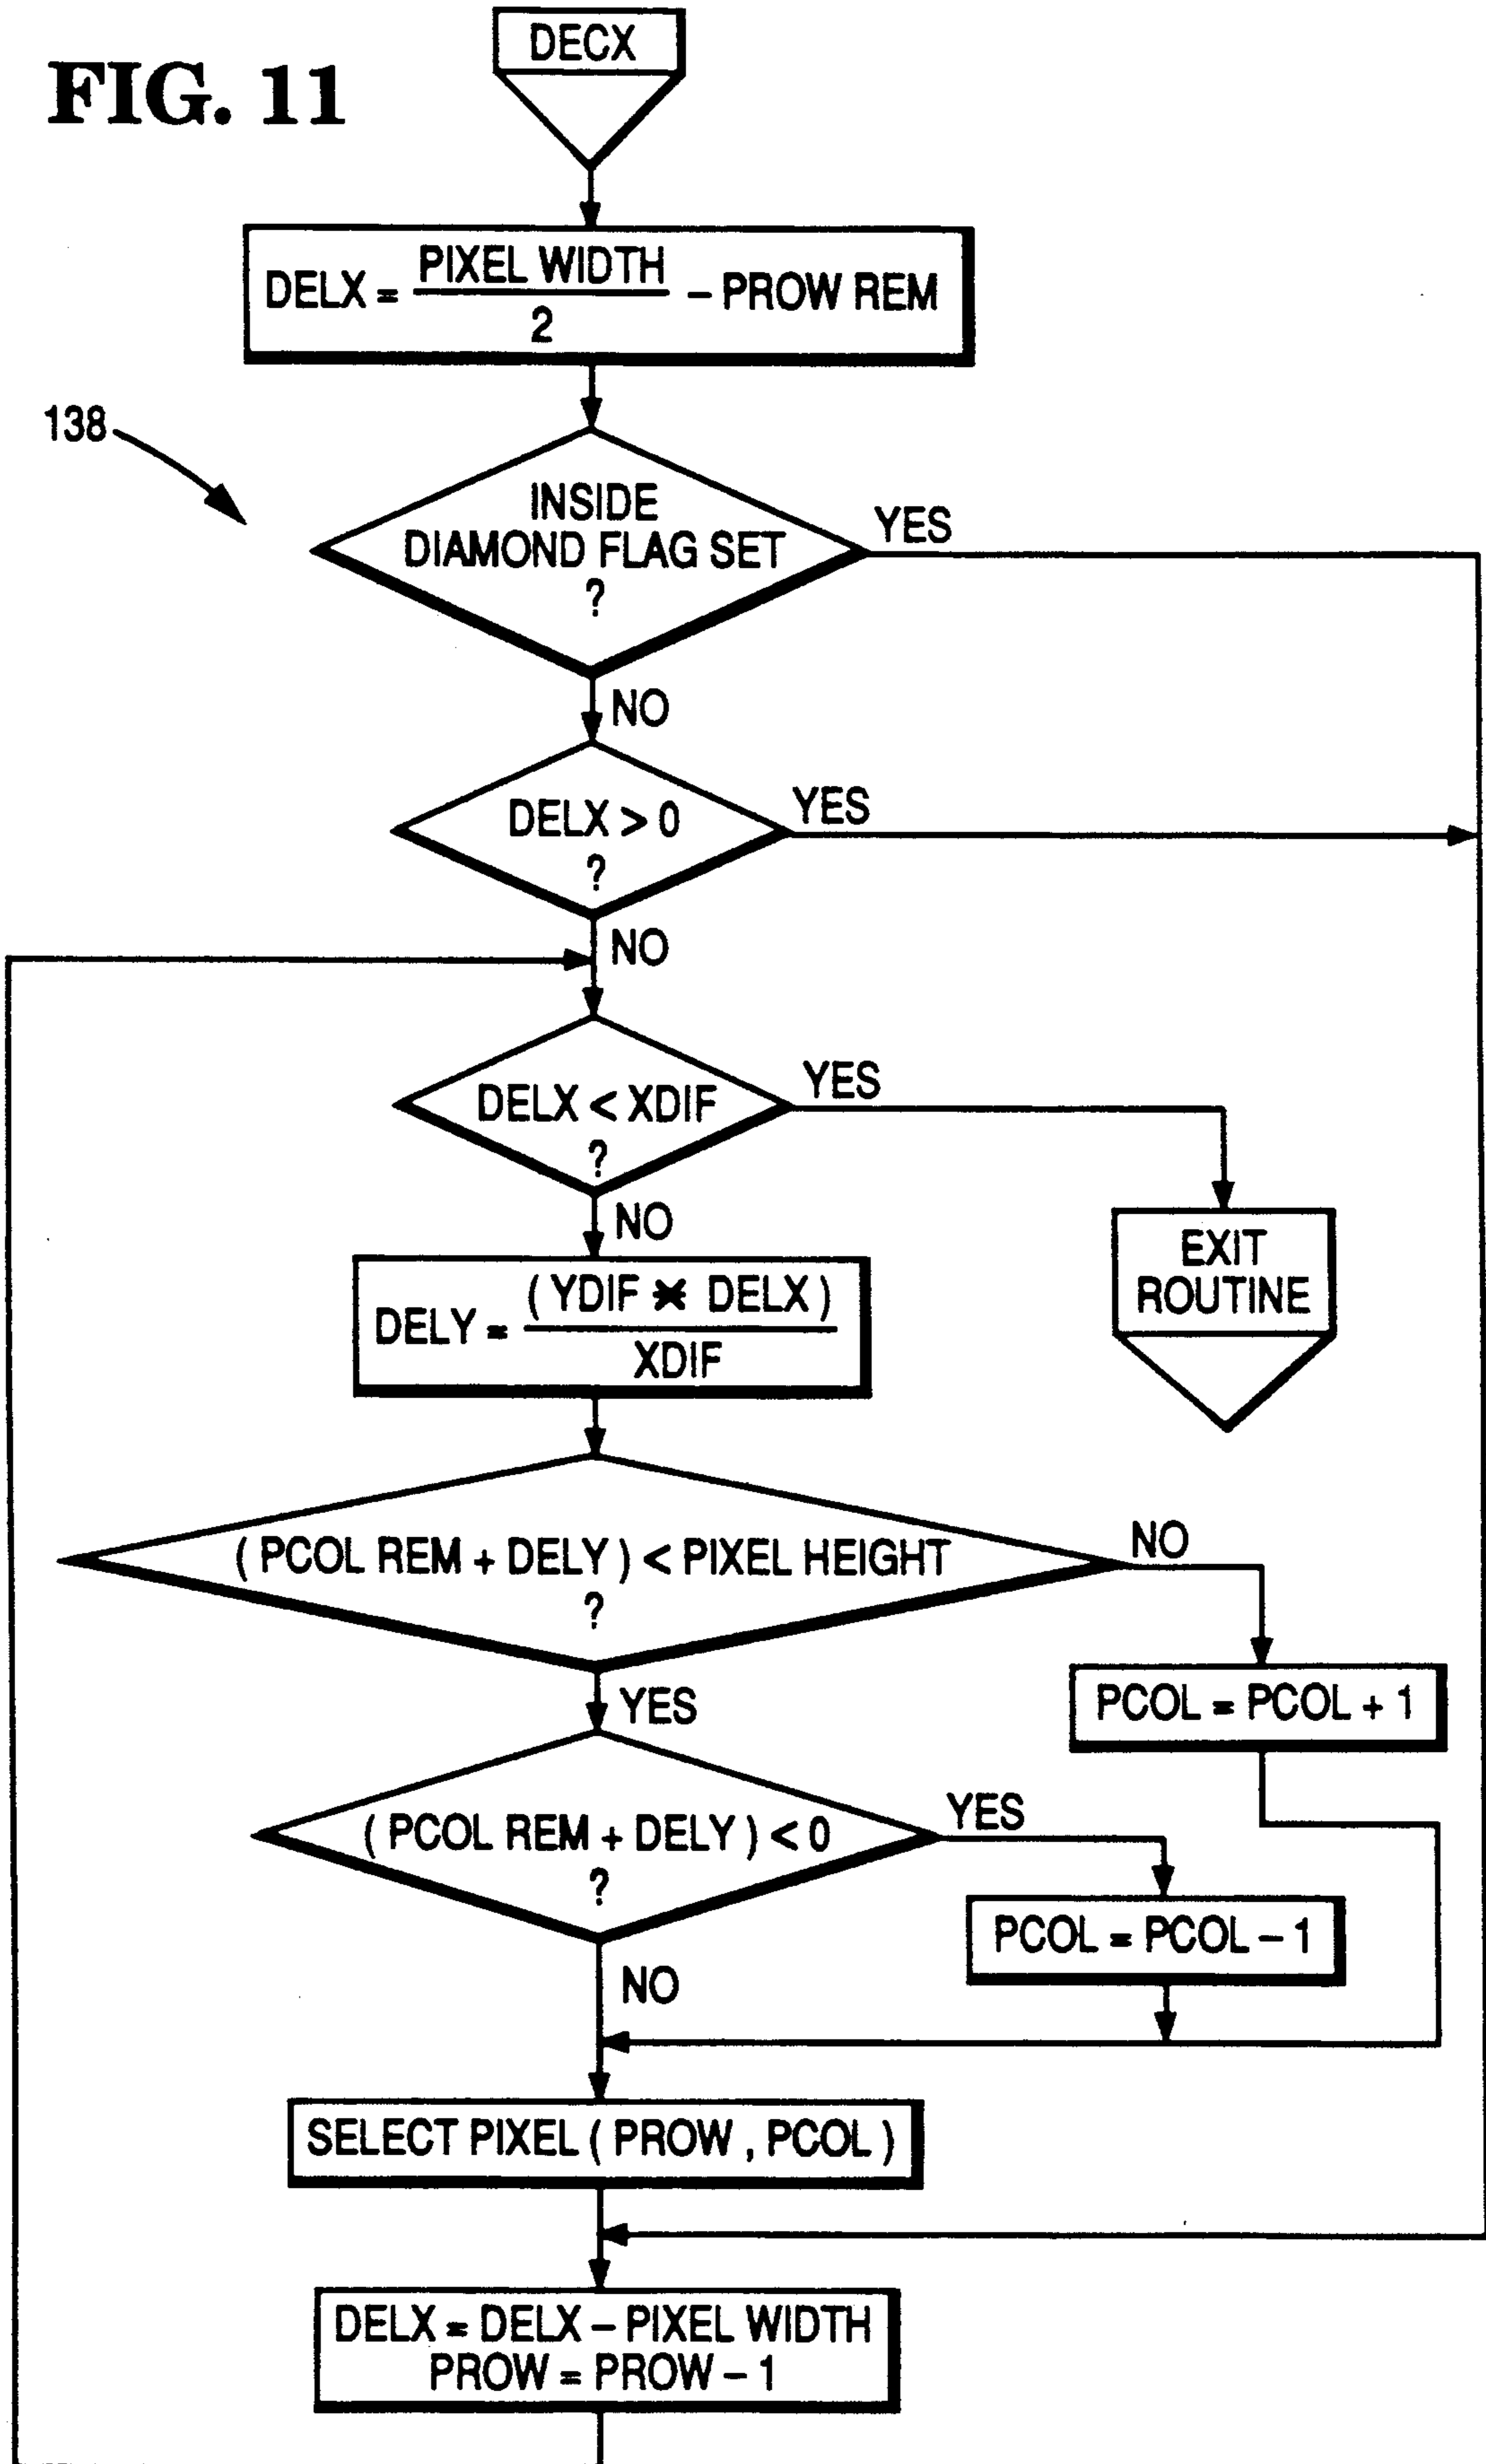 FIG. 11
DECX
DELX = PIXEL WIDTH / 2 - PROW REM
138
INSIDE
DIAMOND FLAG SET
?
YES
NO
DELX > 0
?
YES
NO
DELX < XDIF
?
YES
NO
EXIT
ROUTINE
DELY = ( YDIF * DELX ) / XDIF
( PCOL REM + DELY ) < PIXEL HEIGHT
?
NO
YES
PCOL = PCOL + 1
( PCOL REM + DELY ) < 0
?
YES
PCOL = PCOL - 1
NO
SELECT PIXEL ( PROW , PCOL )
DELX = DELX - PIXEL WIDTH
PROW = PROW - 1